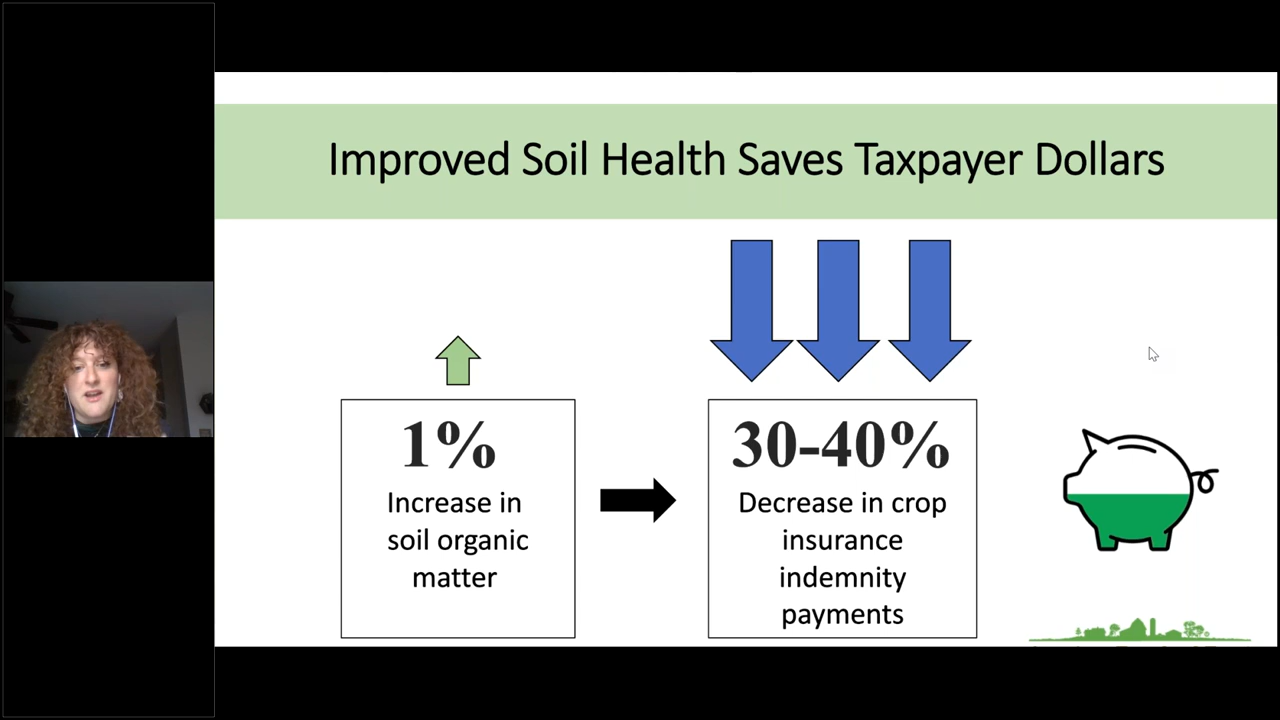 Improved Soil Health Saves Taxpayer Dollars
1%
Increase in
soil organic
matter
30-40%
Decrease in crop
insurance
indemnity
payments